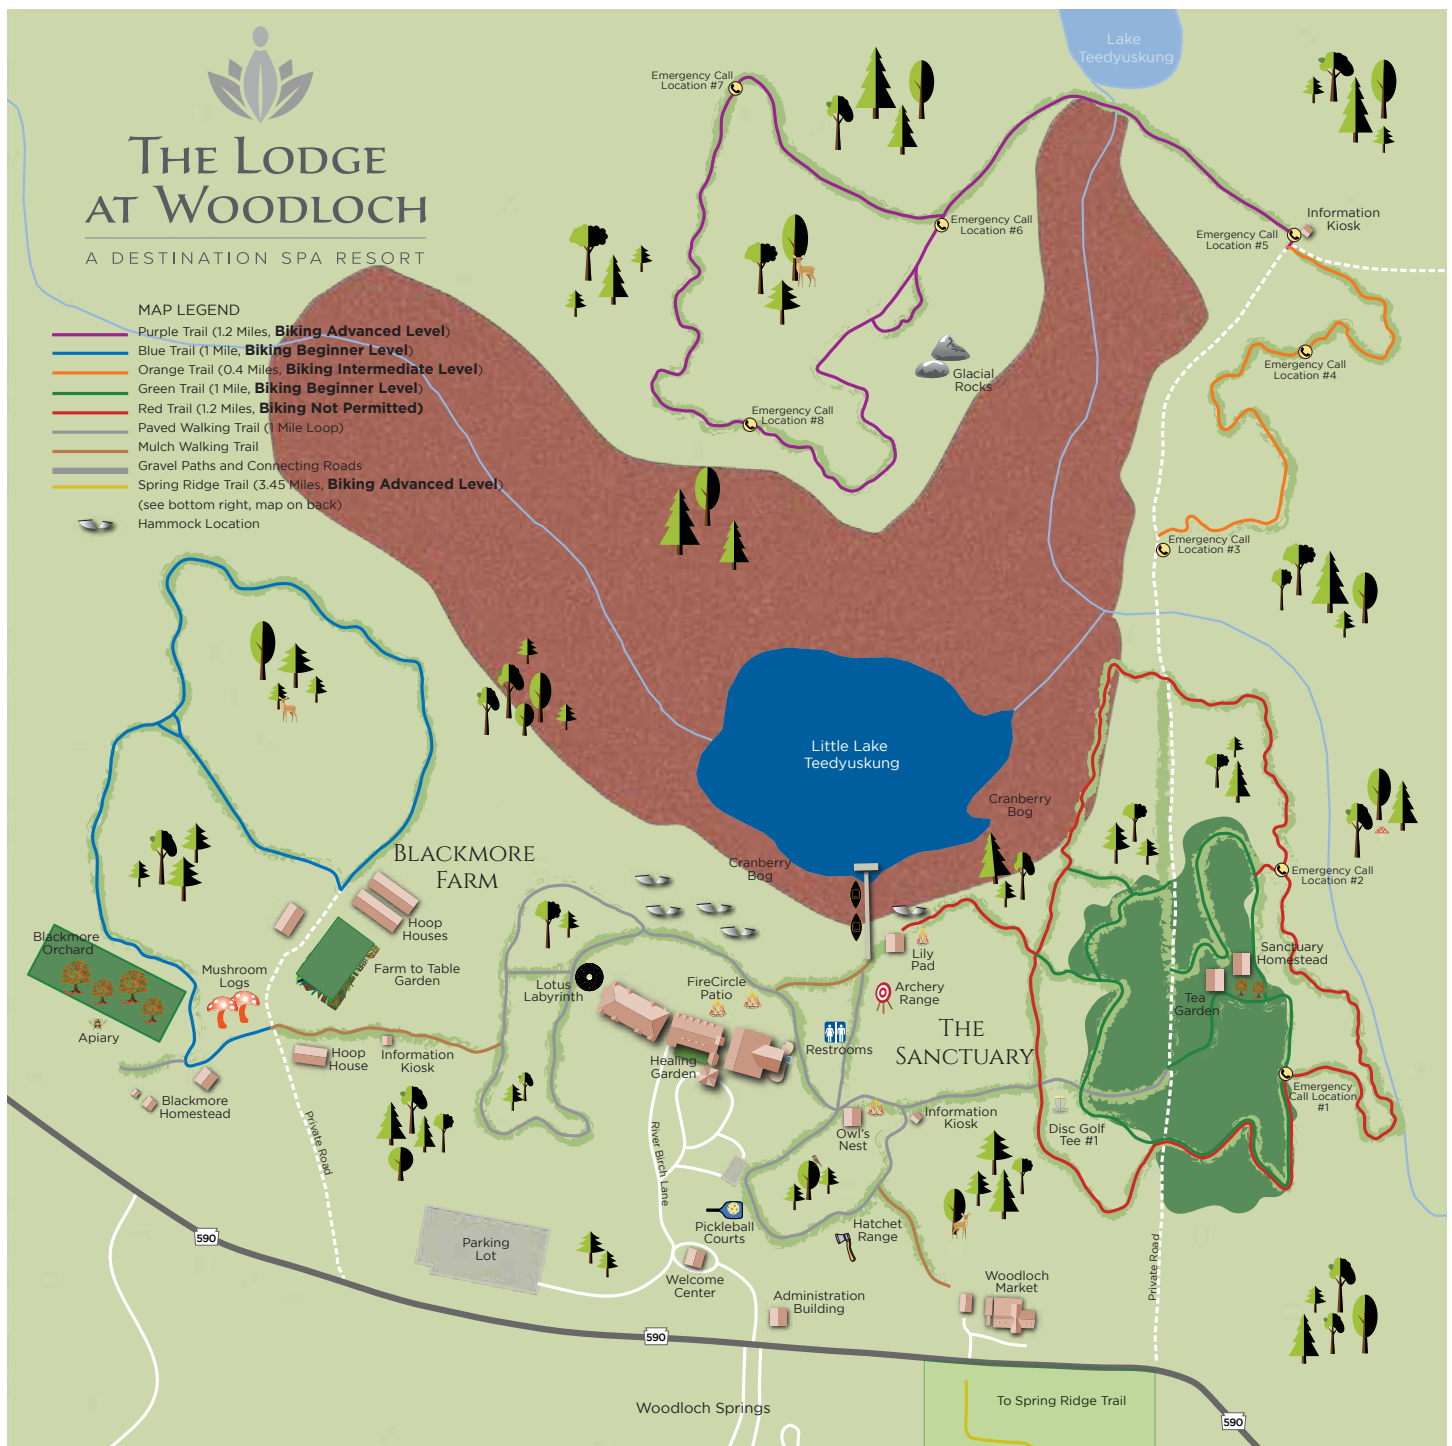 THE LODGE
AT WOODLOCH
A DESTINATION SPA RESORT
MAP LEGEND
Purple Trail (1.2 Miles, Biking Advanced Level)
Blue Trail (1 Mile, Biking Beginner Level)
Orange Trail (0.4 Miles, Biking Intermediate Level)
Green Trail (1 Mile, Biking Beginner Level)
Red Trail (1.2 Miles, Biking Not Permitted)
Paved Walking Trail (1 Mile Loop)
Mulch Walking Trail
Gravel Paths and Connecting Roads
Spring Ridge Trail (3.45 Miles, Biking Advanced Level)
(see bottom right, map on back)
Hammock Location
Lake
Teedyuskung
Emergency Call
Location #7
Emergency Call
Location #6
Information
Kiosk
Emergency Call
Location #5
Glacial
Rocks
Emergency Call
Location #4
Emergency Call
Location #8
Emergency Call
Location #3
Little Lake
Teedyuskung
Cranberry
Bog
Cranberry
Bog
BLACKMORE
FARM
Emergency Call
Location #2
Hoop
Houses
Blackmore
Orchard
Mushroom
Logs
Farm to Table
Garden
Lotus
Labyrinth
FireCircle
Patio
Lily
Pad
Archery
Range
Sanctuary
Homestead
Tea
Garden
Apiary
Hoop
House
Information
Kiosk
Healing
Garden
Restrooms
THE
SANCTUARY
Blackmore
Homestead
Private Road
River Birch Lane
Owl's
Nest
Information
Kiosk
Disc Golf
Tee #1
Emergency
Call Location
#1
Pickleball
Courts
Hatchet
Range
Parking
Lot
Welcome
Center
Administration
Building
Woodloch
Market
Private Road
590
590
590
Woodloch Springs
To Spring Ridge Trail